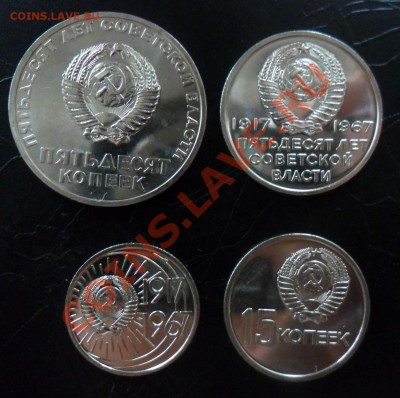 COINS.LAVE.RU
ПЯТЬДЕСЯТ ЛЕТ СОВЕТСКОЙ ВЛАСТИ
ПЯТЬДЕСЯТ
КОПЕЕК
1917 1967
ПЯТЬДЕСЯТ ЛЕТ
СОВЕТСКОЙ
ВЛАСТИ
1917
1967
15 КОПЕЕК
COINS.LAVE.RU